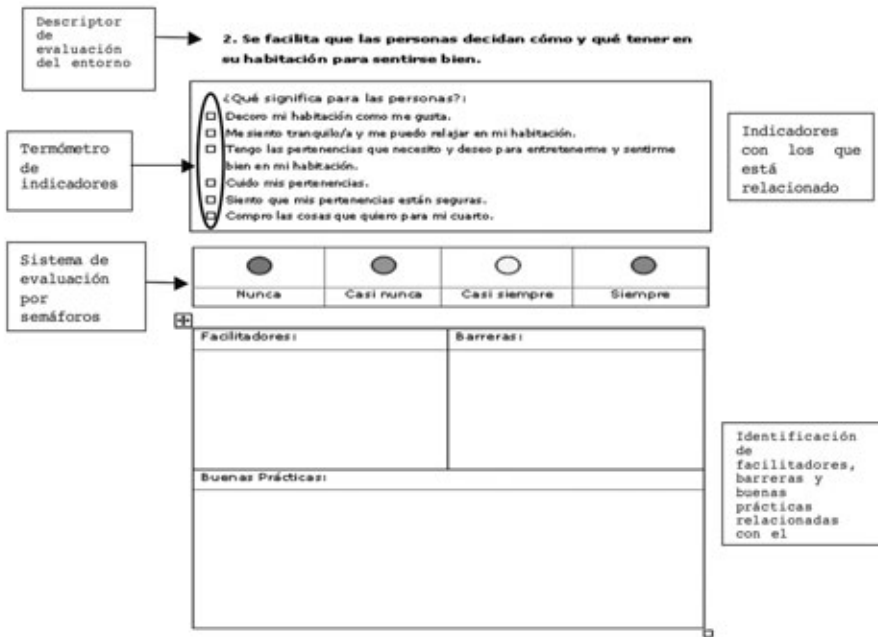 Descriptor
de
evaluación
del entorno
2. Se facilita que las personas decidan cómo y qué tener en
su habitación para sentirse bien.
¿Qué significa para las personas?:
Decoro mi habitación como me gusta.
Me siento tranquilo/a y me puedo relajar en mi habitación.
Tengo las pertenencias que necesito y deseo para entretenerme y sentirme
bien en mi habitación.
Cuido mis pertenencias.
Siento que mis pertenencias están seguras.
Compro las cosas que quiero para mi cuarto.
Termómetro
de
indicadores
Indicadores
con los que
está
relacionado
Sistema de
evaluación
por
semáforos
Nunca
Casi nunca
Casi siempre
Siempre
Facilitadores:
Barreras:
Buenas Prácticas:
Identificación
de
facilitadores,
barreras y
buenas
prácticas
relacionadas
con el